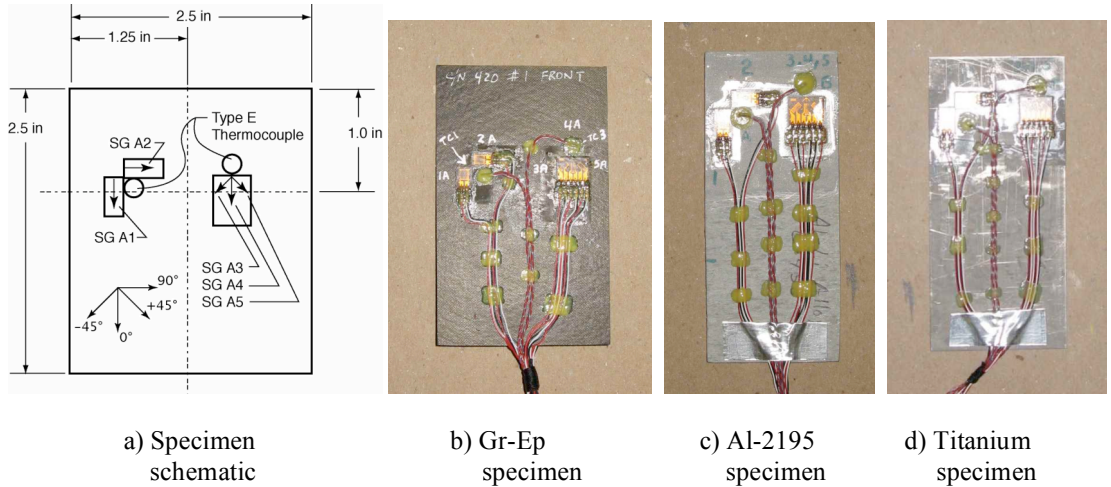 2.5 in
1.25 in
2.5 in
1.0 in
Type E
Thermocouple
SG A2
SG A1
SG A3
SG A4
SG A5
90°
+45°
-45°
0°
S/N 420 #1 FRONT
TC1
2A
4A
TC3
1A
3A
5A
2
3,4,5
6
1
a) Specimen
schematic
b) Gr-Ep
specimen
c) Al-2195
specimen
d) Titanium
specimen